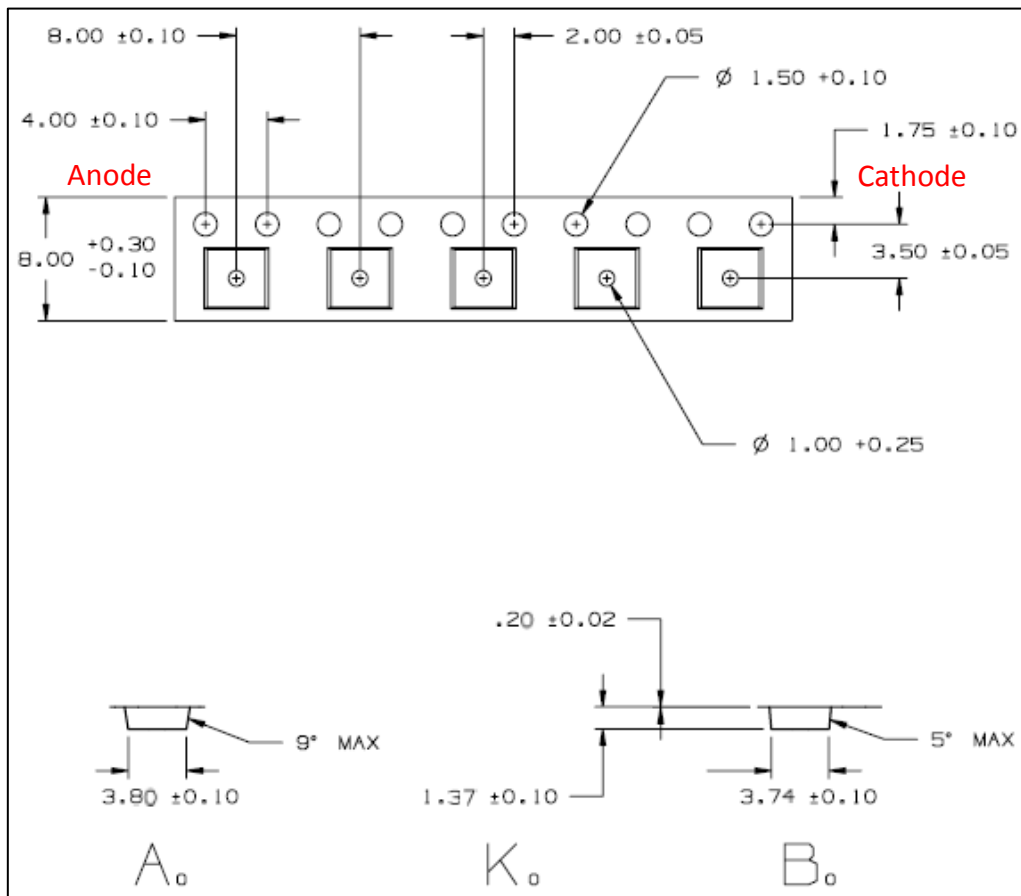 8.00 ±0.10
2.00 ±0.05
Ø 1.50 +0.10
4.00 ±0.10
1.75 ±0.10
Anode
Cathode
8.00 +0.30 -0.10
3.50 ±0.05
Ø 1.00 +0.25
.20 ±0.02
9° MAX
5° MAX
3.80 ±0.10
1.37 ±0.10
3.74 ±0.10
A₀
K₀
B₀